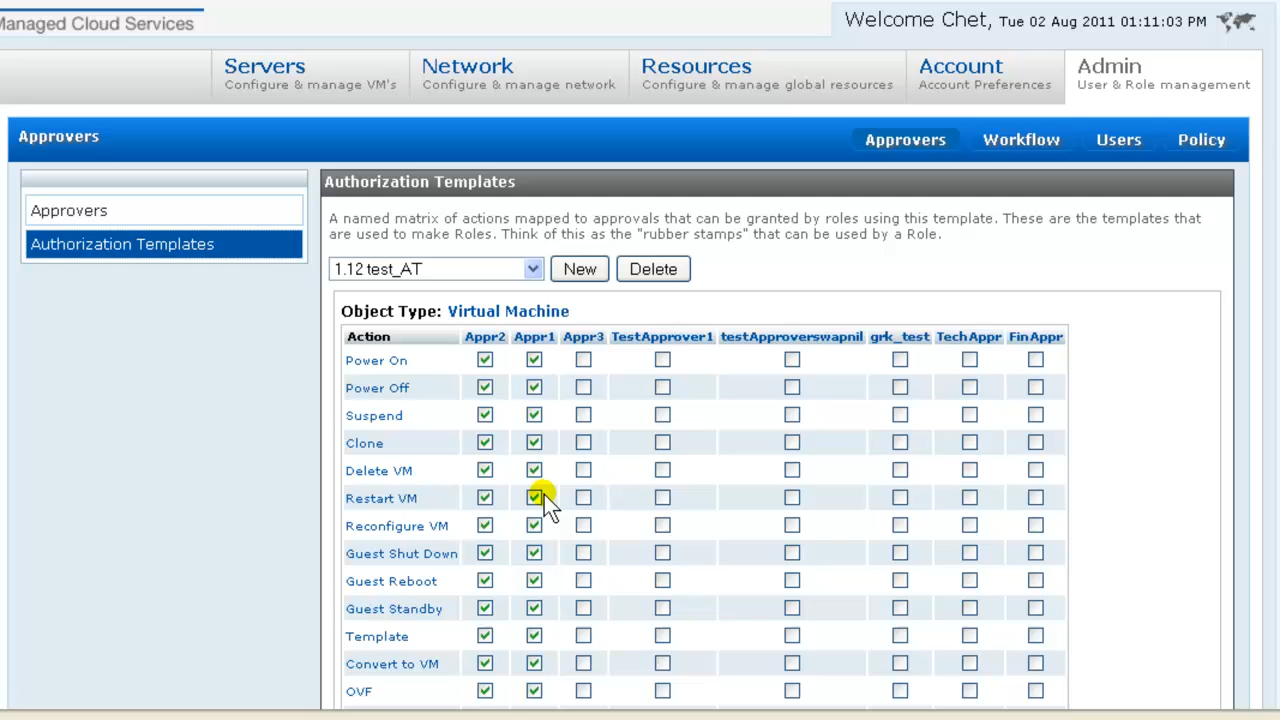 Managed Cloud Services
Welcome Chet, Tue 02 Aug 2011 01:11:03 PM
Servers
Configure & manage VM's
Network
Configure & manage network
Resources
Configure & manage global resources
Account
Account Preferences
Admin
User & Role management
Approvers
Approvers Workflow Users Policy
Approvers
Authorization Templates
Authorization Templates
A named matrix of actions mapped to approvals that can be granted by roles using this template. These are the templates that
are used to make Roles. Think of this as the "rubber stamps" that can be used by a Role.
1.12 test_AT New Delete
Object Type: Virtual Machine
Action Appr2 Appr1 Appr3 TestApprover1 testApproverswapnil grk_test TechAppr FinAppr
Power On
Power Off
Suspend
Clone
Delete VM
Restart VM
Reconfigure VM
Guest Shut Down
Guest Reboot
Guest Standby
Template
Convert to VM
OVF